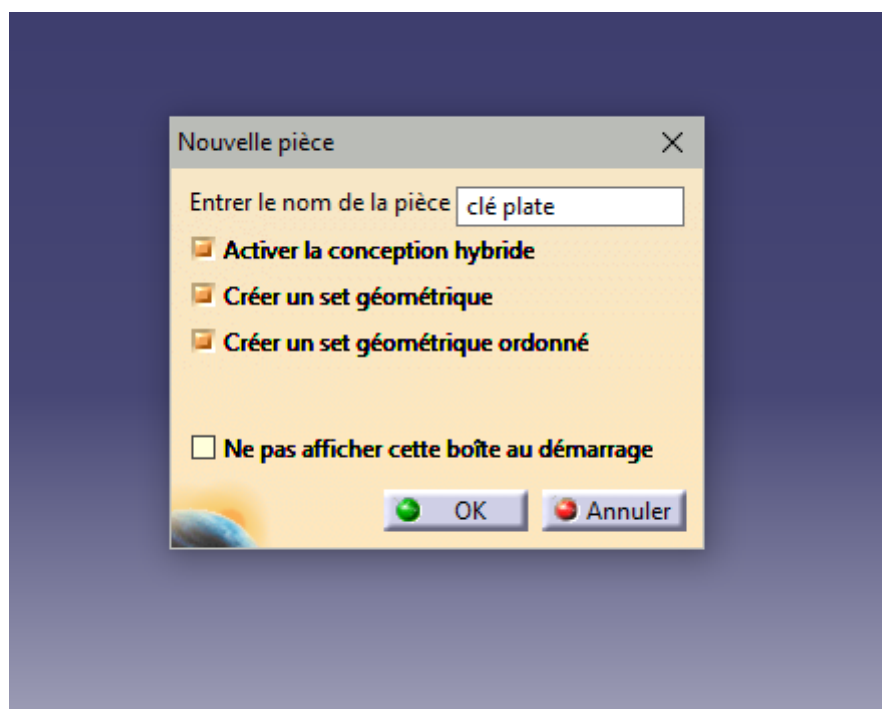 Nouvelle pièce
Entrer le nom de la pièce clé plate
Activer la conception hybride
Créer un set géométrique
Créer un set géométrique ordonné
Ne pas afficher cette boîte au démarrage
OK Annuler